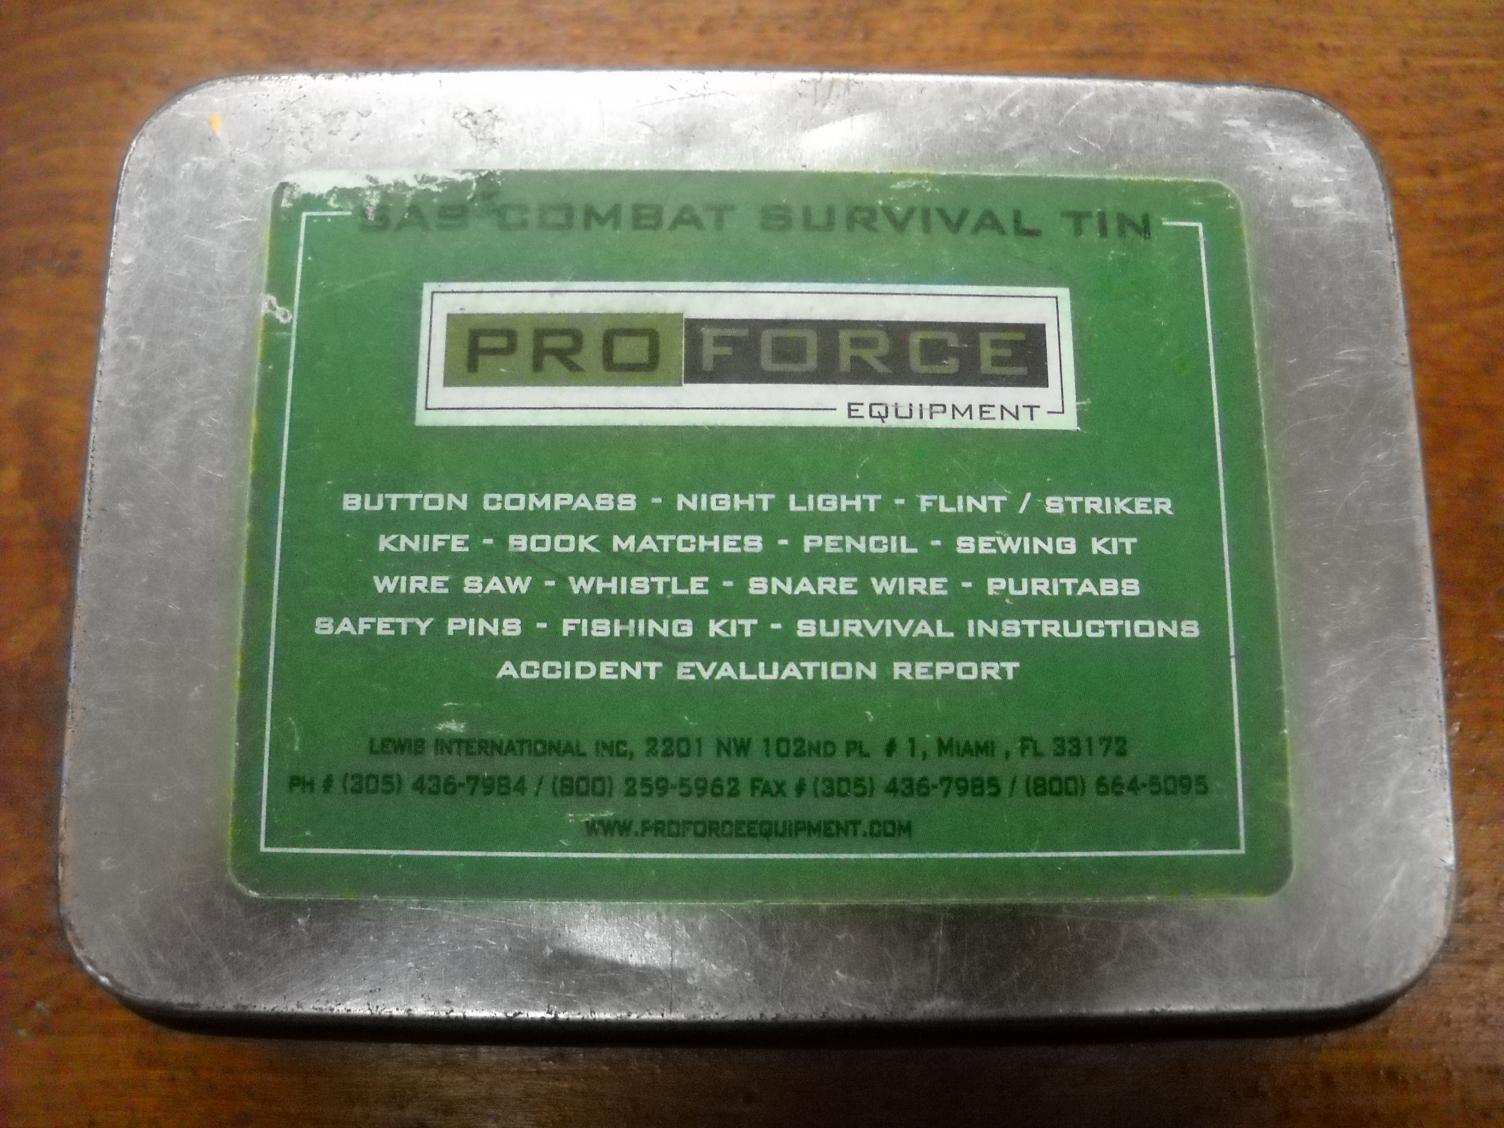 SAS COMBAT SURVIVAL TIN
PRO FORCE
EQUIPMENT
BUTTON COMPASS - NIGHT LIGHT - FLINT / STRIKER
KNIFE - BOOK MATCHES - PENCIL - SEWING KIT
WIRE SAW - WHISTLE - SNARE WIRE - PURITABS
SAFETY PINS - FISHING KIT - SURVIVAL INSTRUCTIONS
ACCIDENT EVALUATION REPORT
LEWIS INTERNATIONAL INC, 2201 NW 102ND PL # 1, MIAMI , FL 33172
PH # (305) 436-7984 / (800) 259-5962 FAX # (305) 436-7985 / (800) 664-5095
WWW.PROFORCEEQUIPMENT.COM